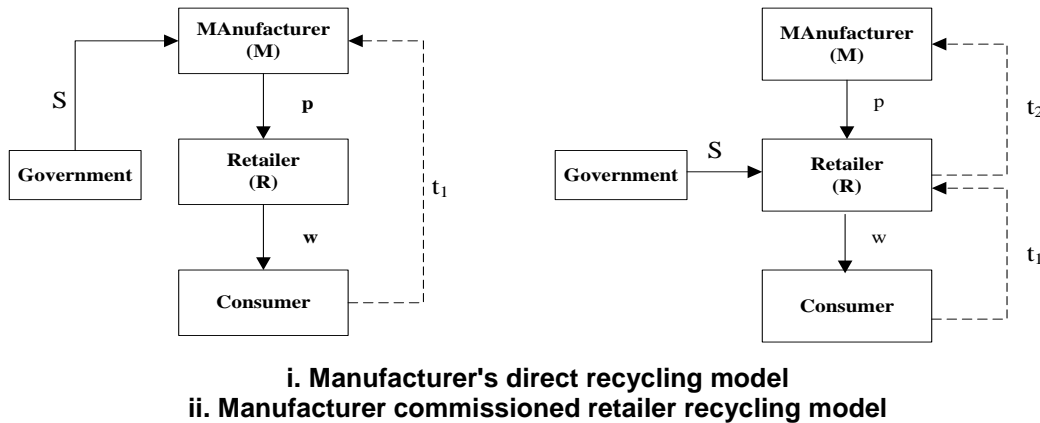 MAnufacturer
(M)
S
p
Government
Retailer
(R)
t₁
w
Consumer
MAnufacturer
(M)
p
t₂
S
Government
Retailer
(R)
w
t₁
Consumer
i. Manufacturer's direct recycling model
ii. Manufacturer commissioned retailer recycling model